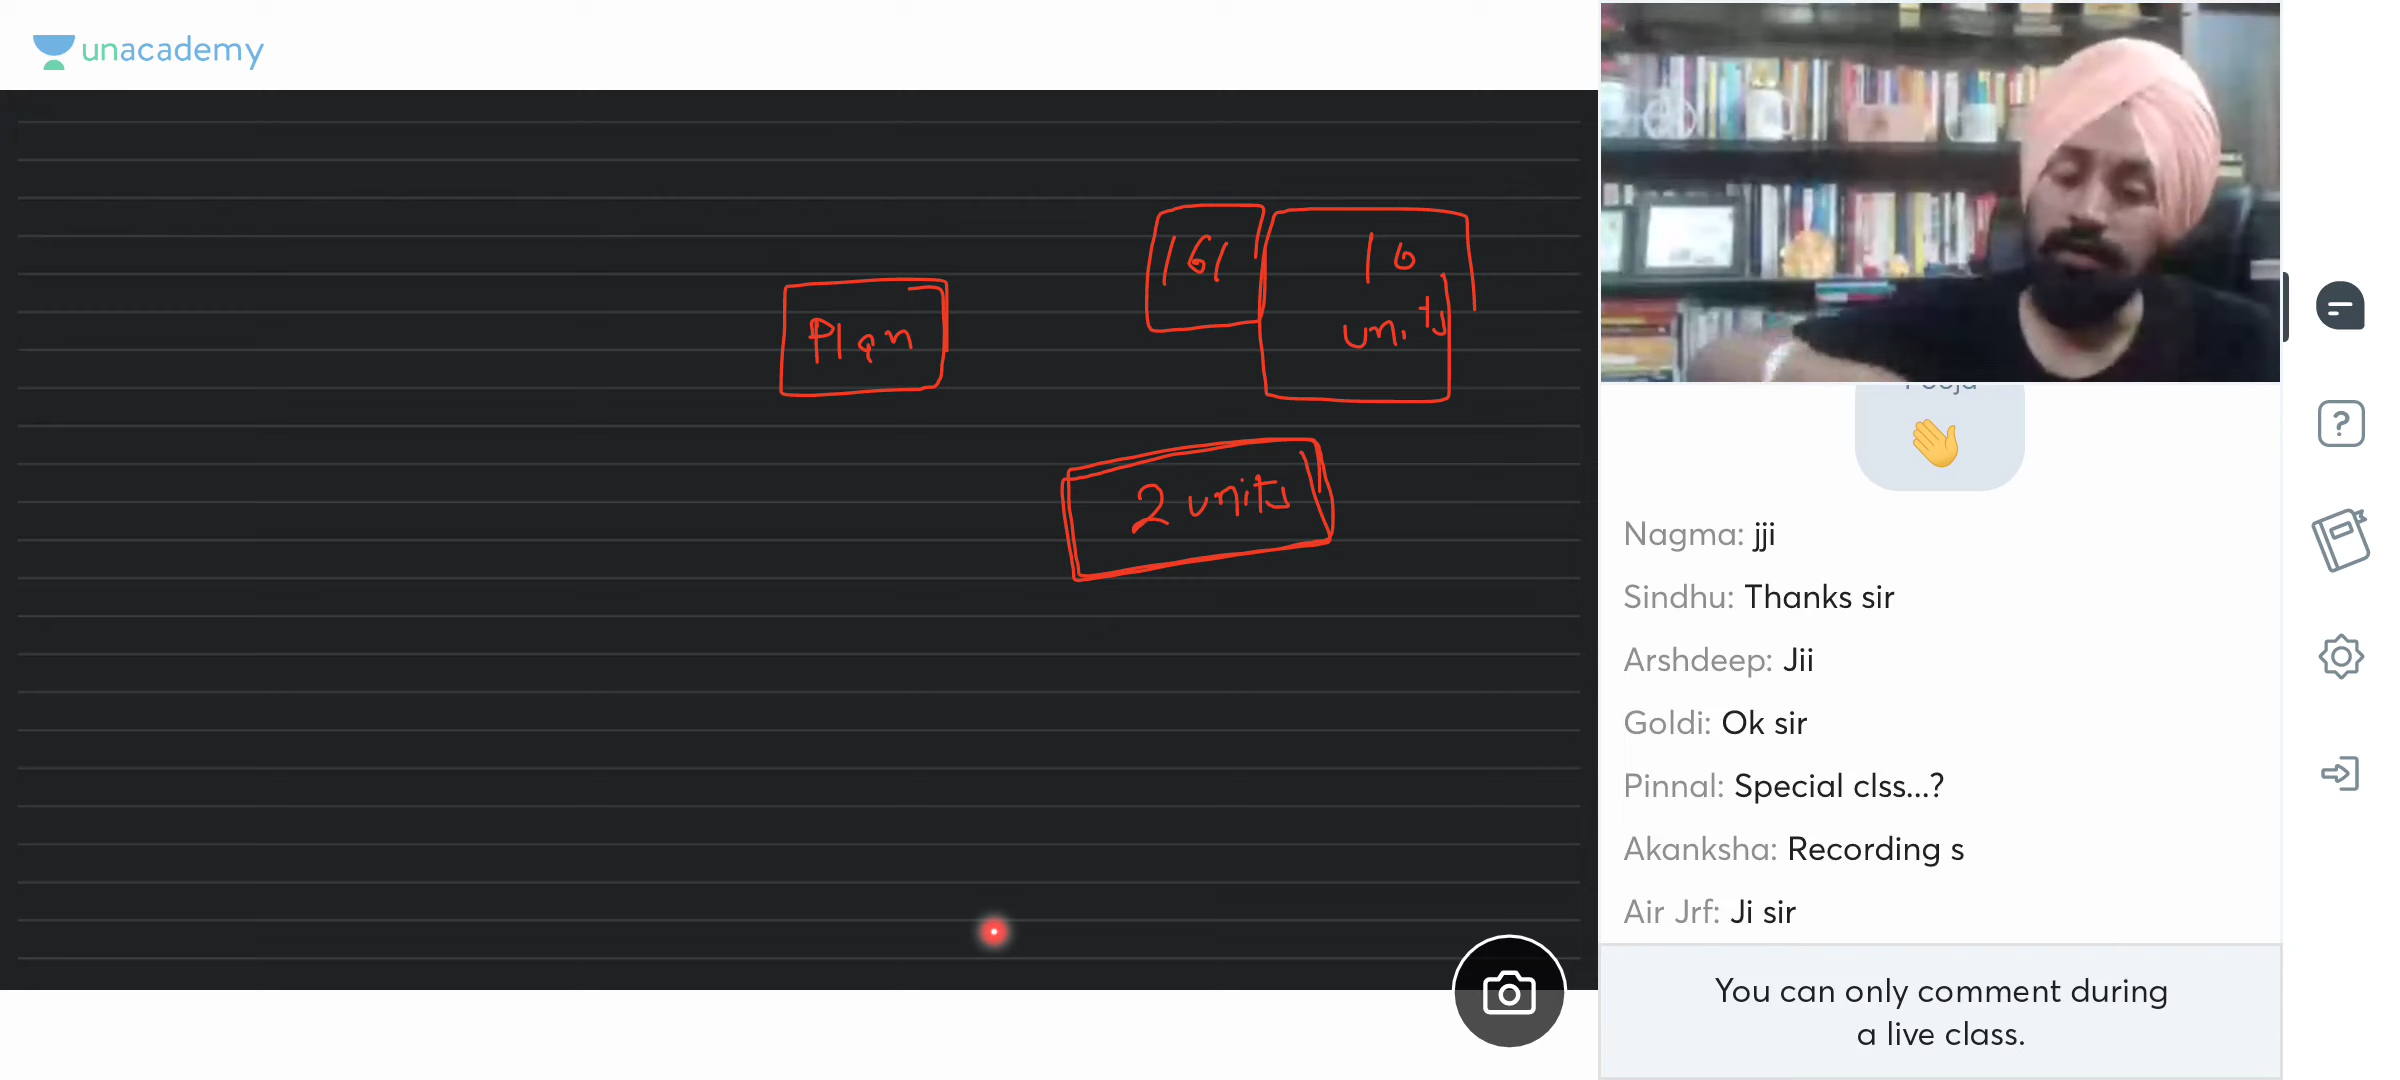 unacademy
Plan
161
10
units
2 units
Pooja
Nagma: jji
Sindhu: Thanks sir
Arshdeep: Jii
Goldi: Ok sir
Pinnal: Special clss...?
Akanksha: Recording s
Air Jrf: Ji sir
You can only comment during
a live class.
?